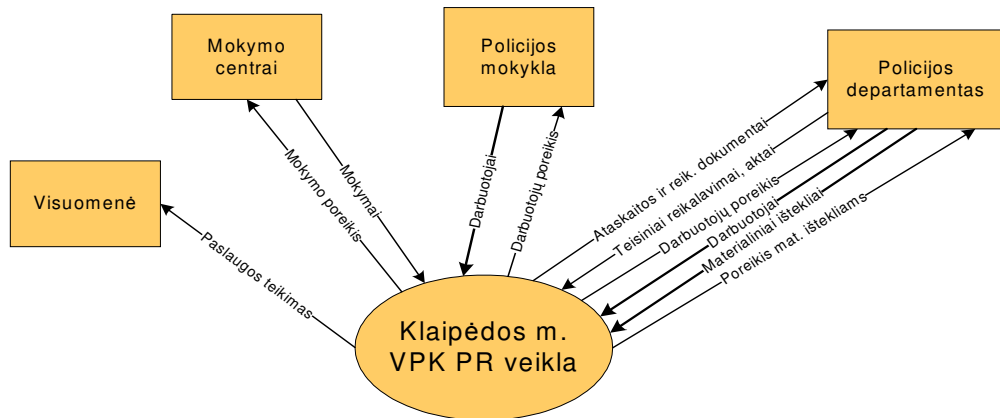 Mokymo
centrai
Policijos
mokykla
Policijos
departamentas
Visuomenė
Paslaugos teikimas
Mokymo poreikis
Mokymai
Darbuotojai
Darbuotojų poreikis
Ataskaitos ir reik. dokumentai
Teisiniai reikalavimai, aktai
Darbuotojų poreikis
Darbuotojai
Materialiniai ištekliai
Poreikis mat. ištekliams
Klaipėdos m.
VPK PR veikla